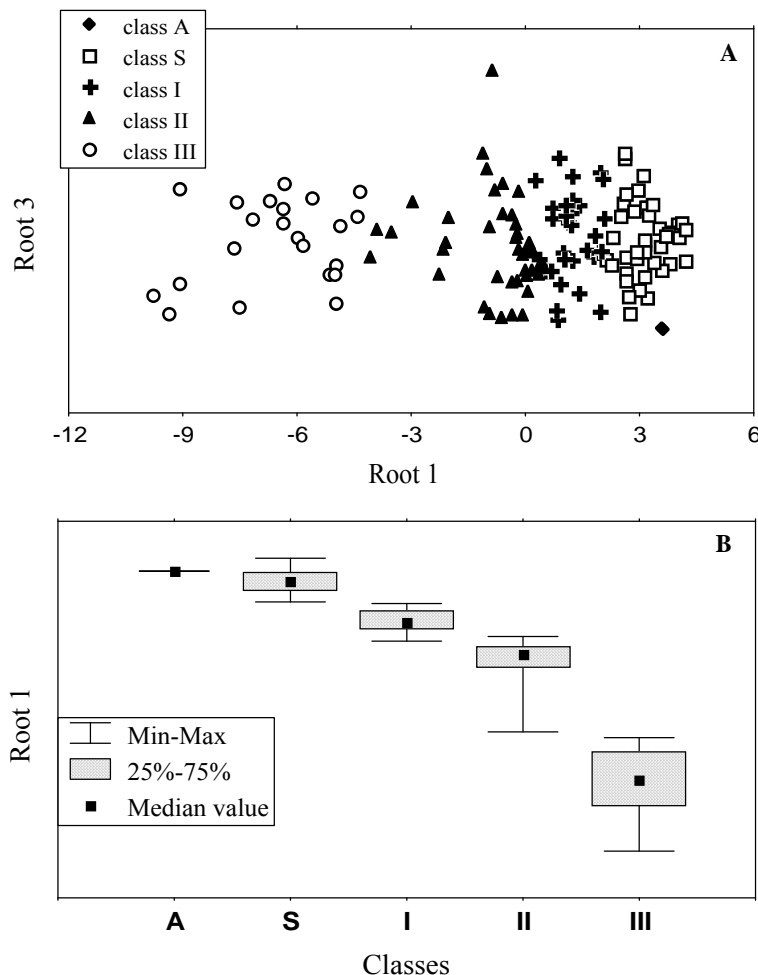 class A
class S
class I
class II
class III
A
Root 3
-12 -9 -6 -3 0 3 6
Root 1
B
Root 1
Min-Max
25%-75%
Median value
A S I II III
Classes